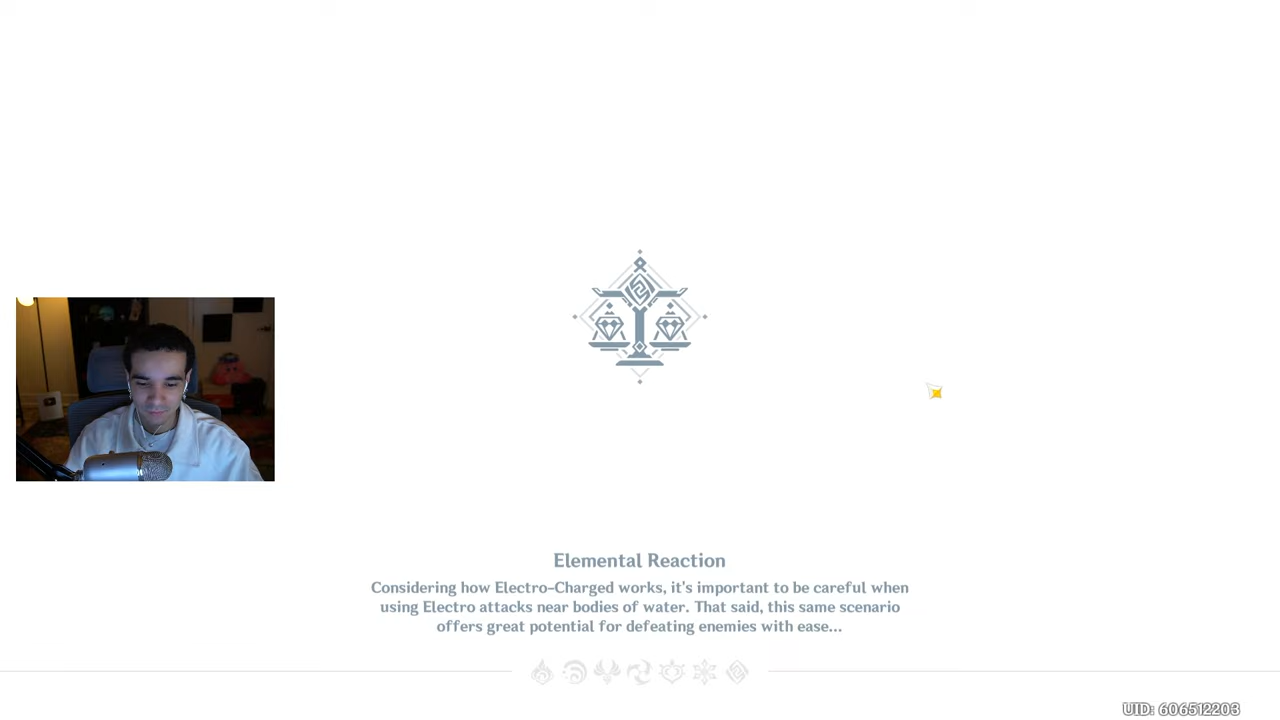 Elemental Reaction
Considering how Electro-Charged works, it's important to be careful when
using Electro attacks near bodies of water. That said, this same scenario
offers great potential for defeating enemies with ease...
UID: 606512203